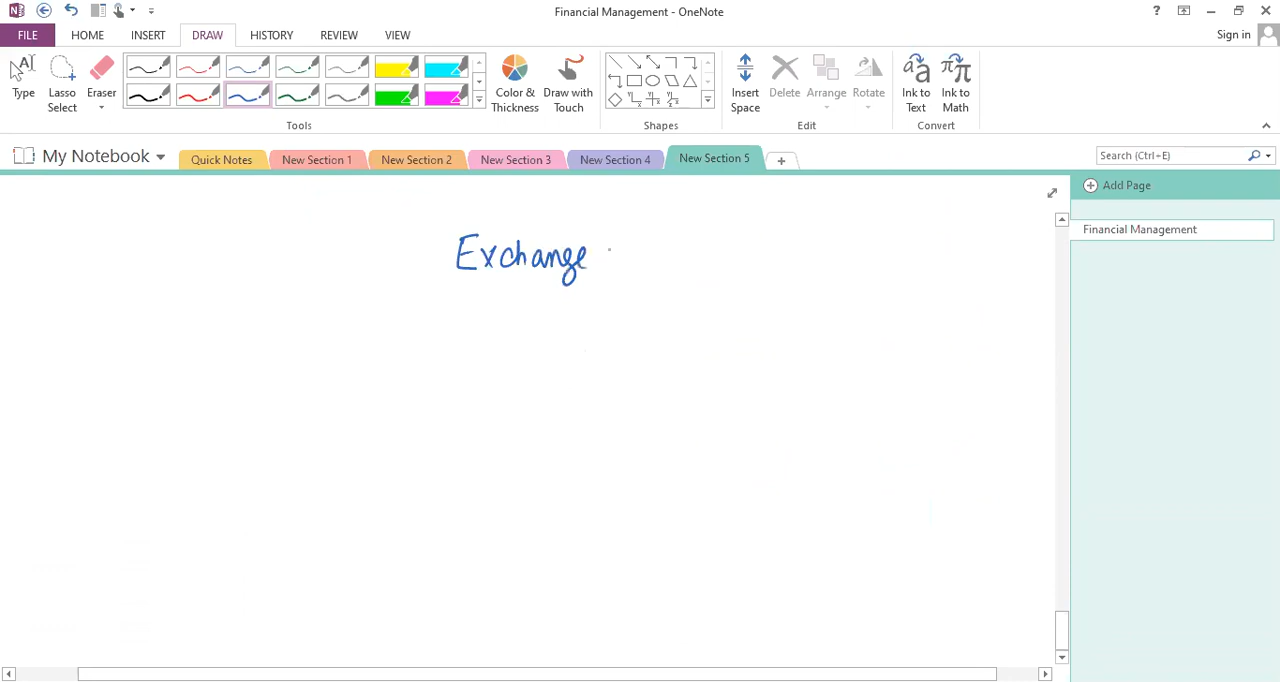 Financial Management - OneNote
?
FILE HOME INSERT DRAW HISTORY REVIEW VIEW Sign in
Type
Lasso Select
Eraser
Color & Thickness
Draw with Touch
Insert Space
Delete
Arrange
Rotate
Ink to Text
Ink to Math
Tools Shapes Edit Convert
My Notebook Quick Notes New Section 1 New Section 2 New Section 3 New Section 4 New Section 5 + Search (Ctrl+E)
Add Page
Financial Management
Exchange